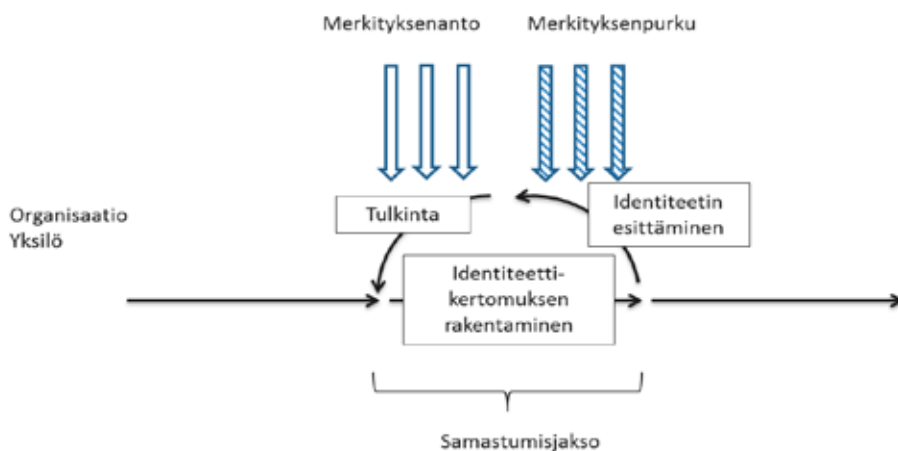 Merkityksenanto
Merkityksenpurku
Organisaatio
Yksilö
Tulkinta
Identiteetin
esittäminen
Identiteetti-
kertomuksen
rakentaminen
Samastumisjakso